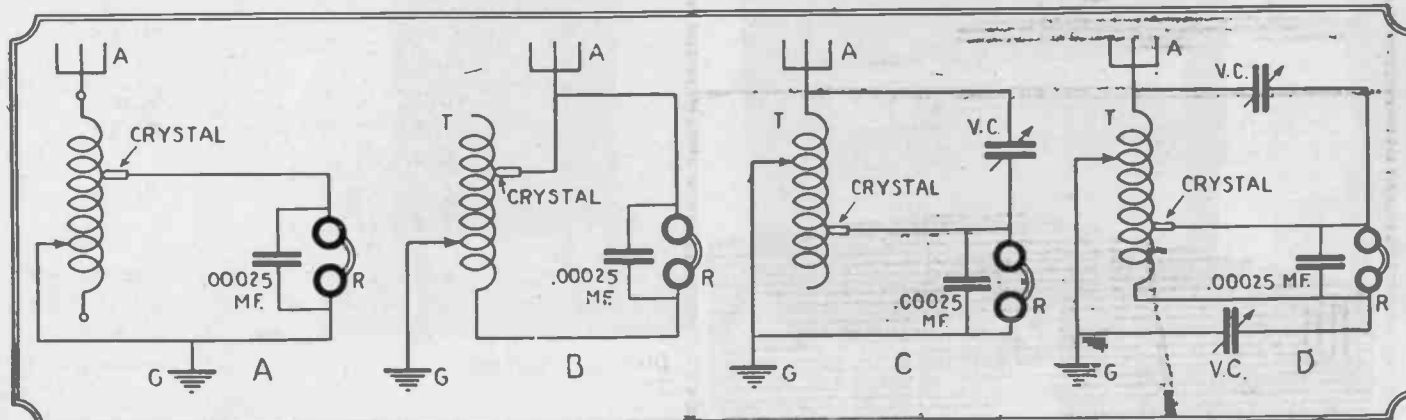 A
CRYSTAL
.00025
MF.
R
G
A
A
T
CRYSTAL
.00025
MF.
R
G
B
A
T
V.C.
CRYSTAL
.00025
MF.
R
G
C
A
V.C.
T
CRYSTAL
.00025 MF.
R
G
V.C.
D